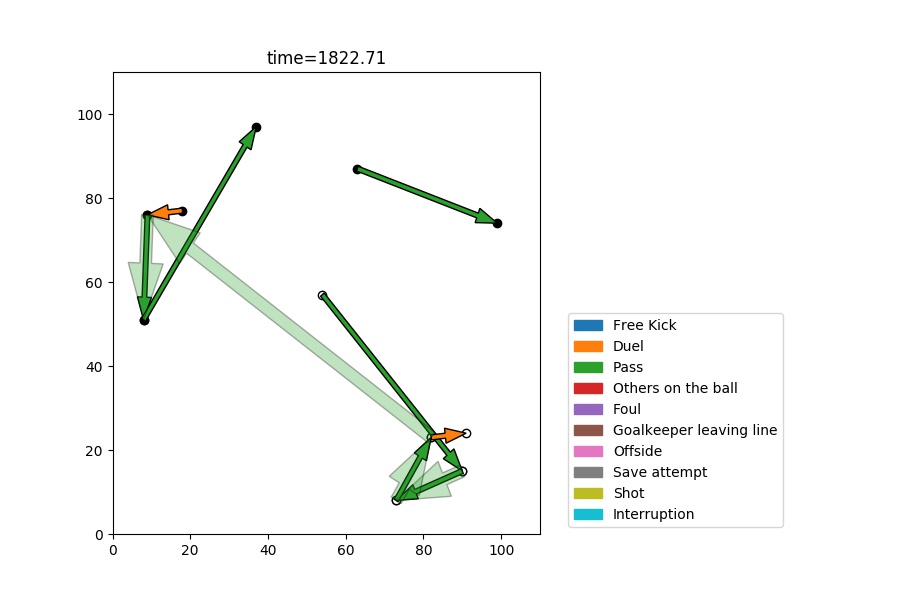 time=1822.71
100
80
60
40
20
0
0 20 40 60 80 100
Free Kick
Duel
Pass
Others on the ball
Foul
Goalkeeper leaving line
Offside
Save attempt
Shot
Interruption